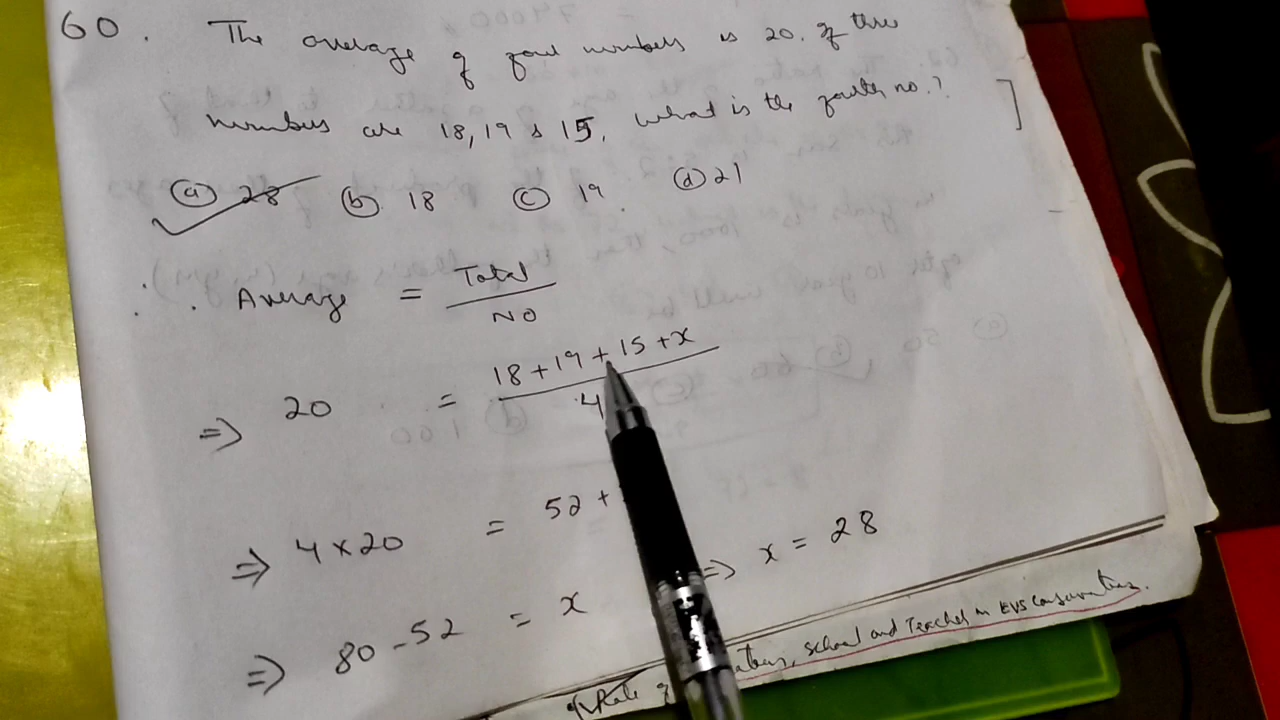 60. The average of four numbers is 20. If three
numbers are 18, 19 & 15, what is the fourth no.?
(a) 28 (b) 18 (c) 19 (d) 21
∴ Average = Total / NO
⇒ 20 = 18 + 19 + 15 + x / 4
⇒ 4 × 20 = 52 +
⇒ 80 - 52 = x ⇒ x = 28
school and Teacher in EVS